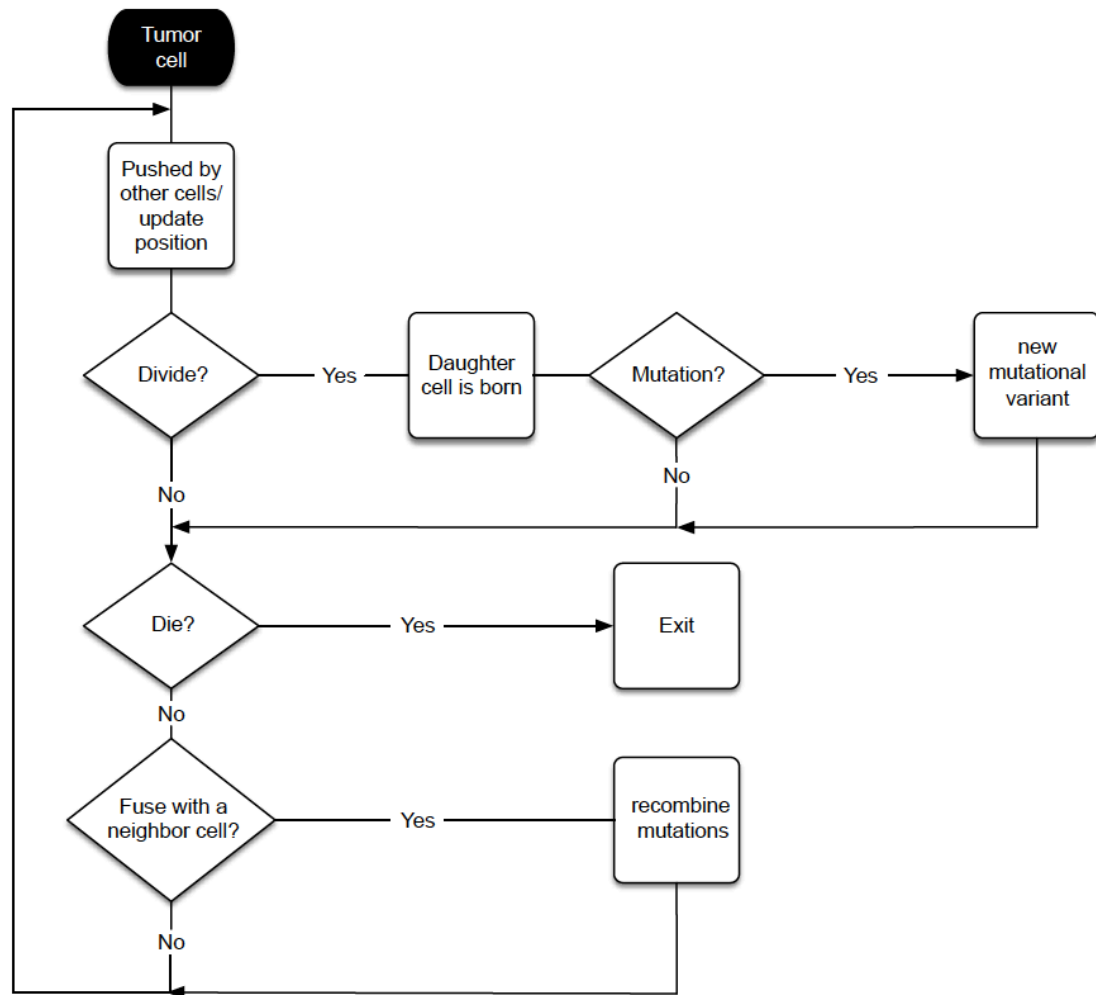 Tumor
cell
Pushed by
other cells/
update
position
Divide?
Yes
Daughter
cell is born
Mutation?
Yes
new
mutational
variant
No
No
Die?
Yes
Exit
No
Fuse with a
neighbor cell?
Yes
recombine
mutations
No